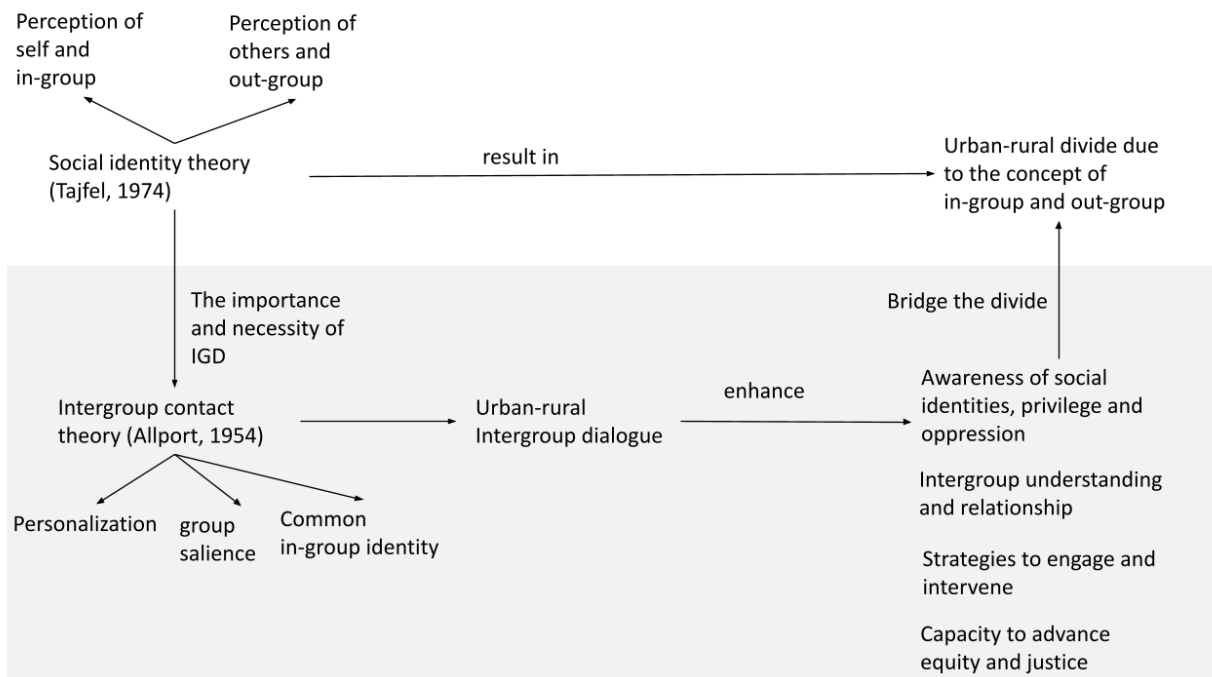 Perception of
self and
in-group
Perception of
others and
out-group
Social identity theory
(Tajfel, 1974)
result in
Urban-rural divide due
to the concept of
in-group and out-group
The importance
and necessity of
IGD
Bridge the divide
Intergroup contact
theory (Allport, 1954)
Urban-rural
Intergroup dialogue
enhance
Awareness of social
identities, privilege and
oppression
Personalization
group
salience
Common
in-group identity
Intergroup understanding
and relationship
Strategies to engage and
intervene
Capacity to advance
equity and justice